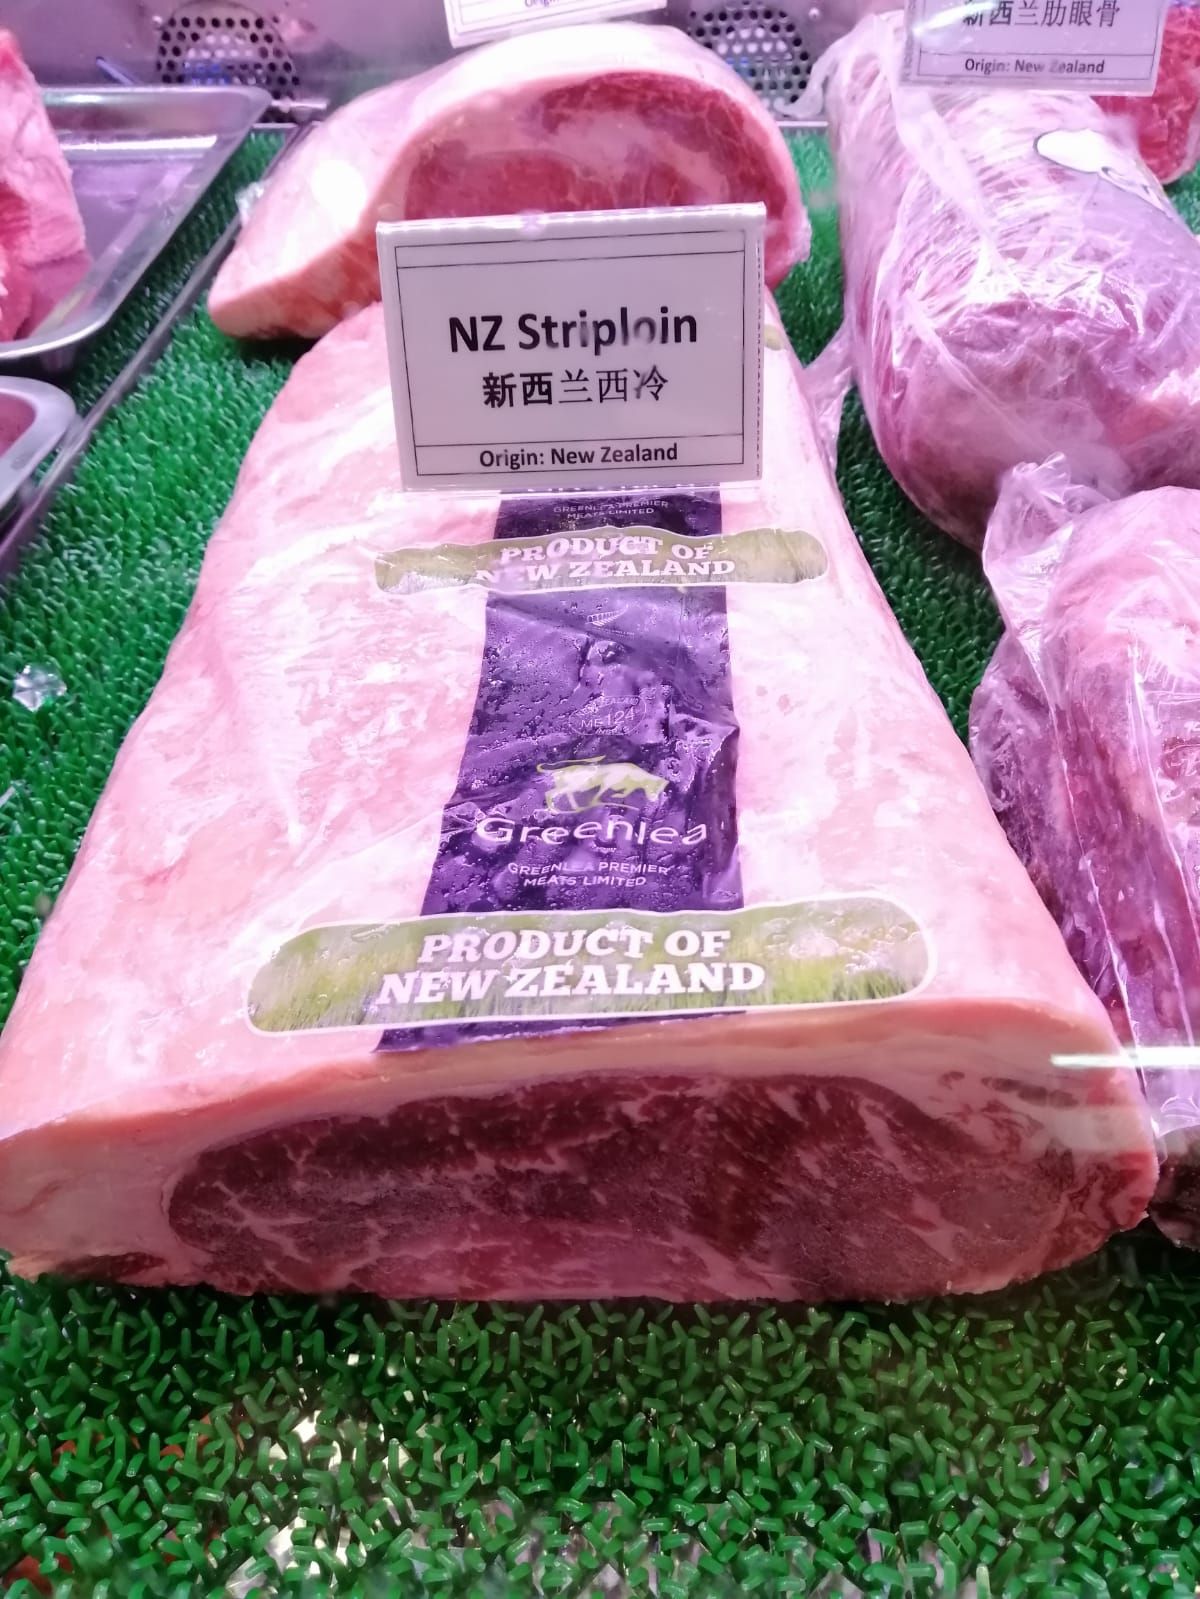 新西兰肋眼骨
Origin: New Zealand
NZ Striploin
新西兰西冷
Origin: New Zealand
GREENLEA PREMIER
MEATS LIMITED
PRODUCT OF
NEW ZEALAND
ME124
Greenlea
GREENLEA PREMIER
MEATS LIMITED
PRODUCT OF
NEW ZEALAND